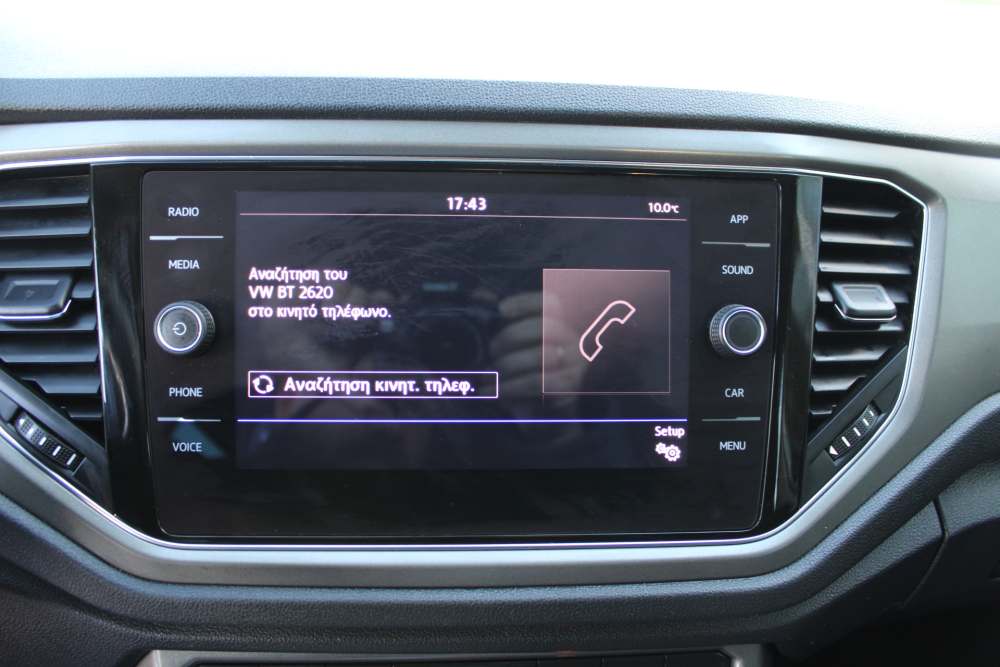 17:43
10.0°C
RADIO
MEDIA
PHONE
VOICE
Αναζήτηση του
VW BT 2620
στο κινητό τηλέφωνο.
Αναζήτηση κινητ. τηλεφ.
Setup
APP
SOUND
CAR
MENU